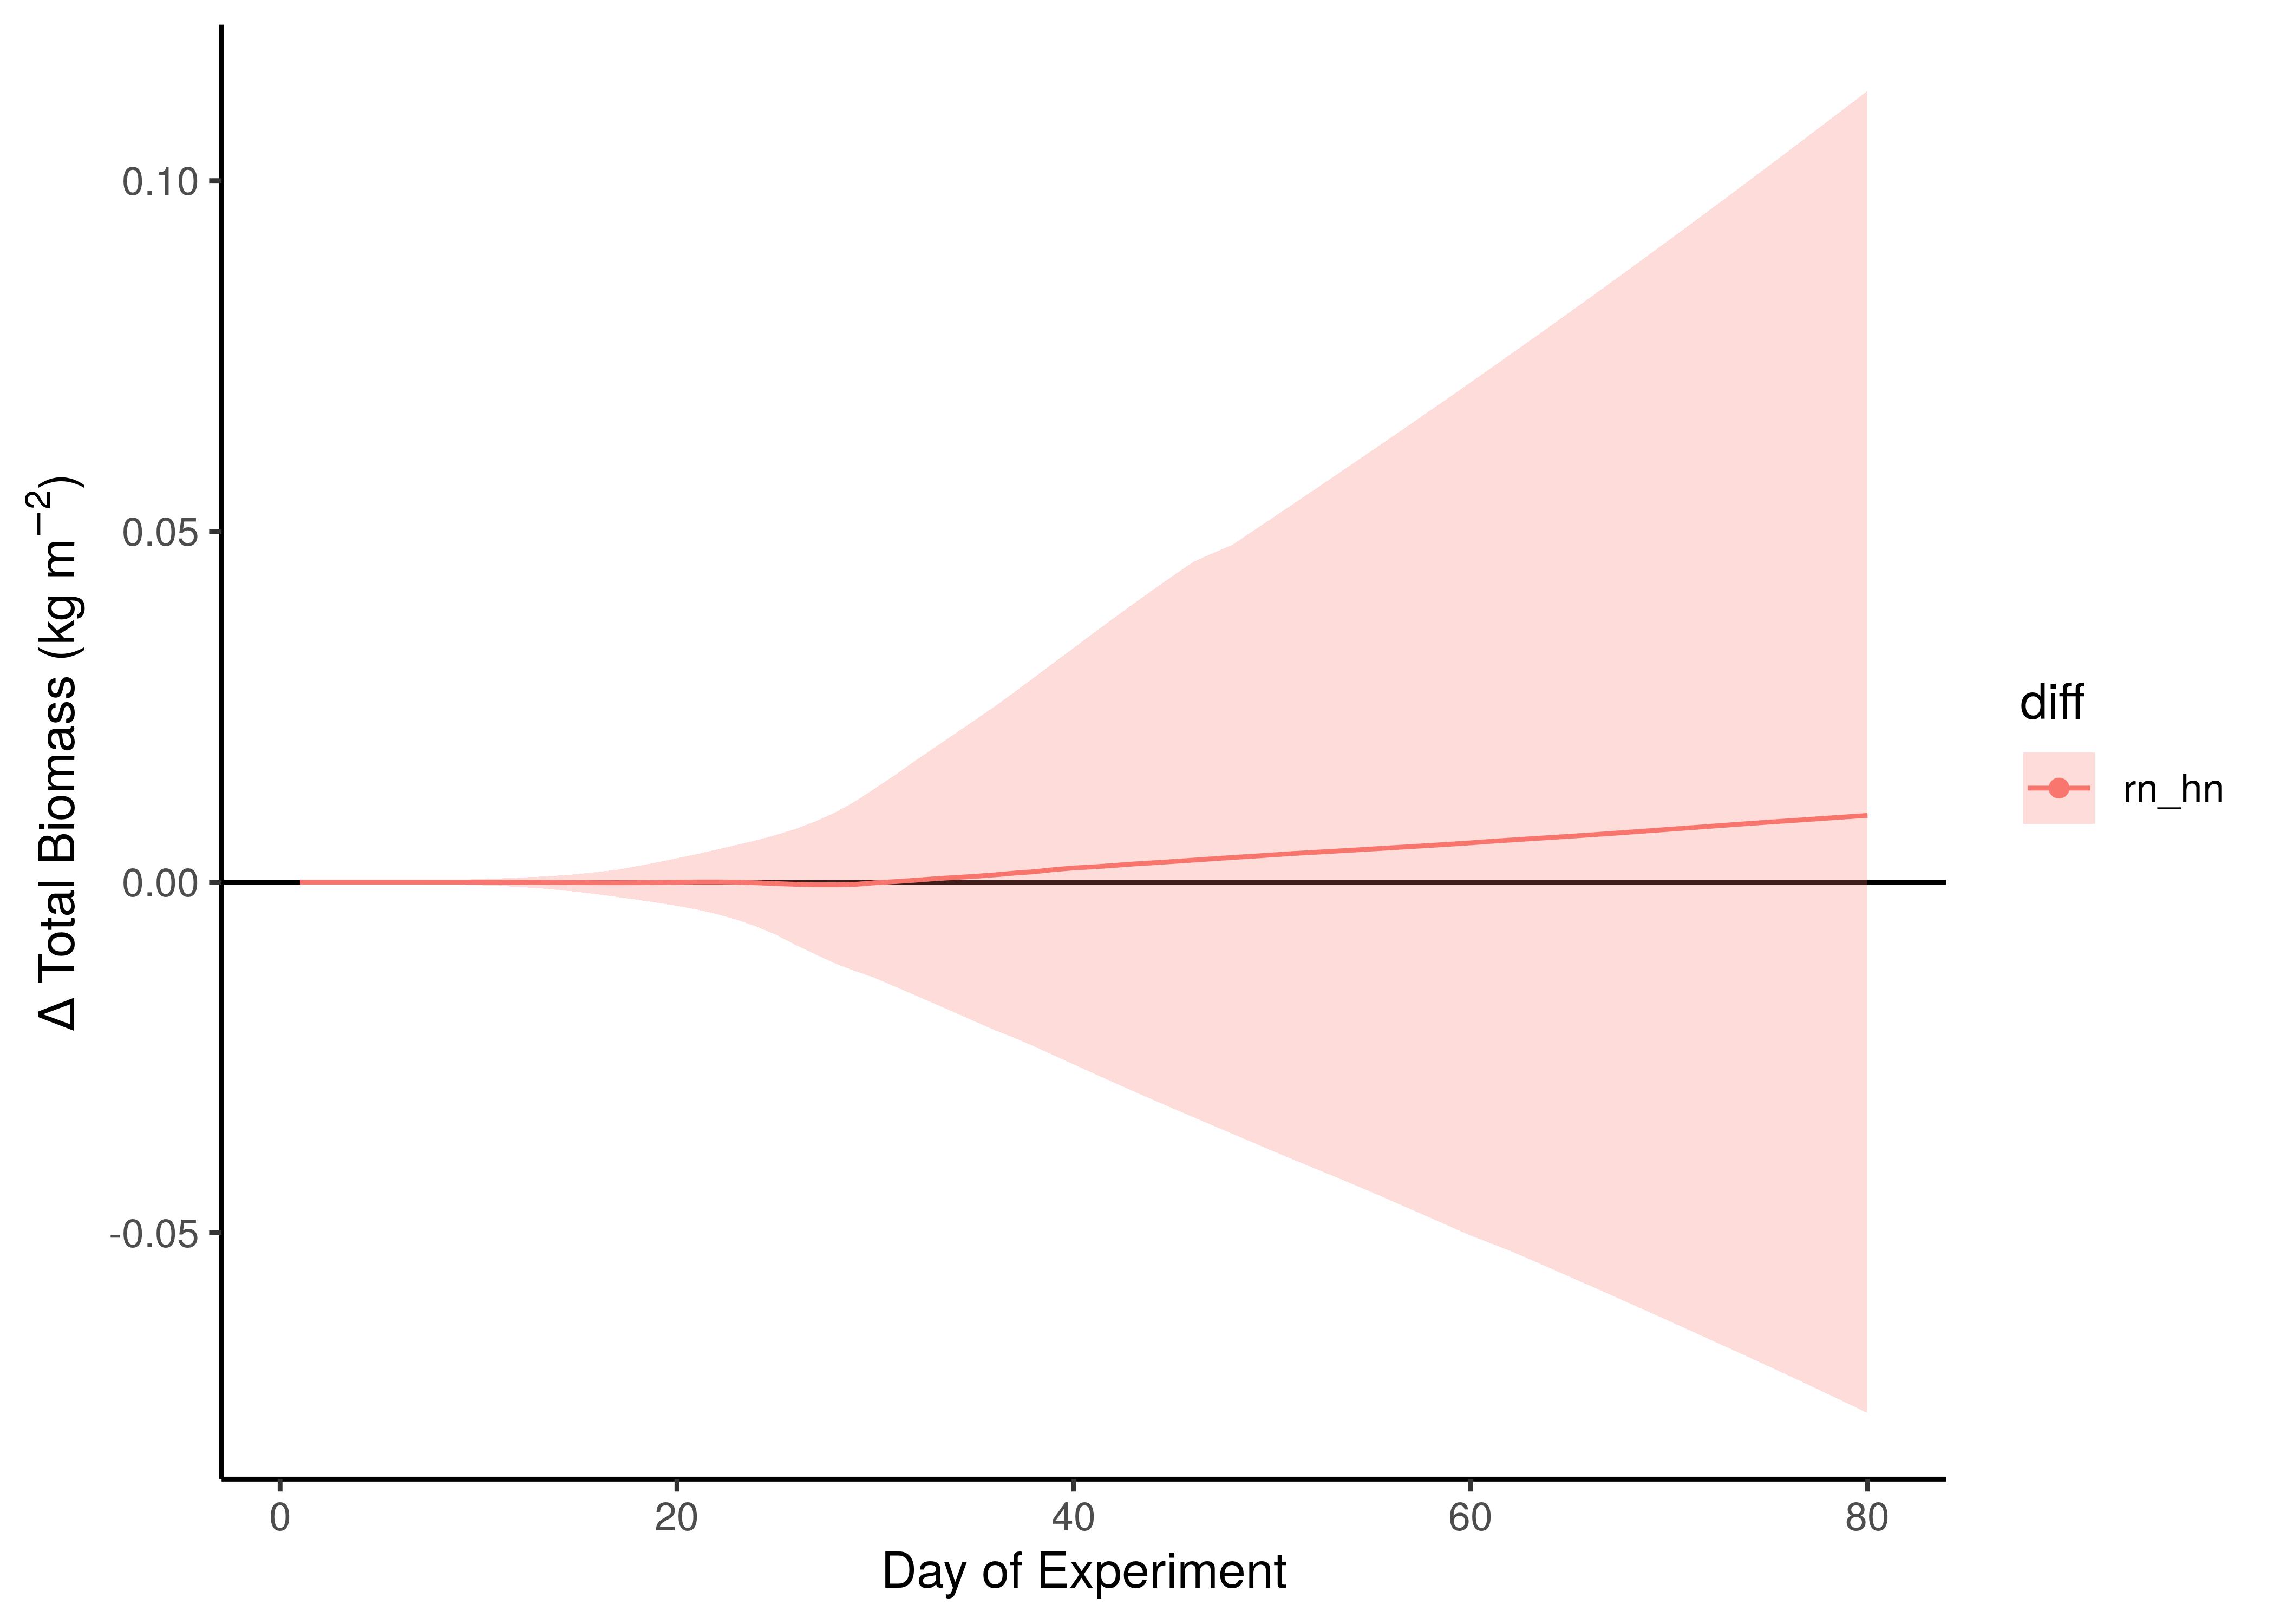 Δ Total Biomass (kg m⁻²)
0.10
0.05
0.00
-0.05
0
20
40
60
80
Day of Experiment
diff
rn_hn